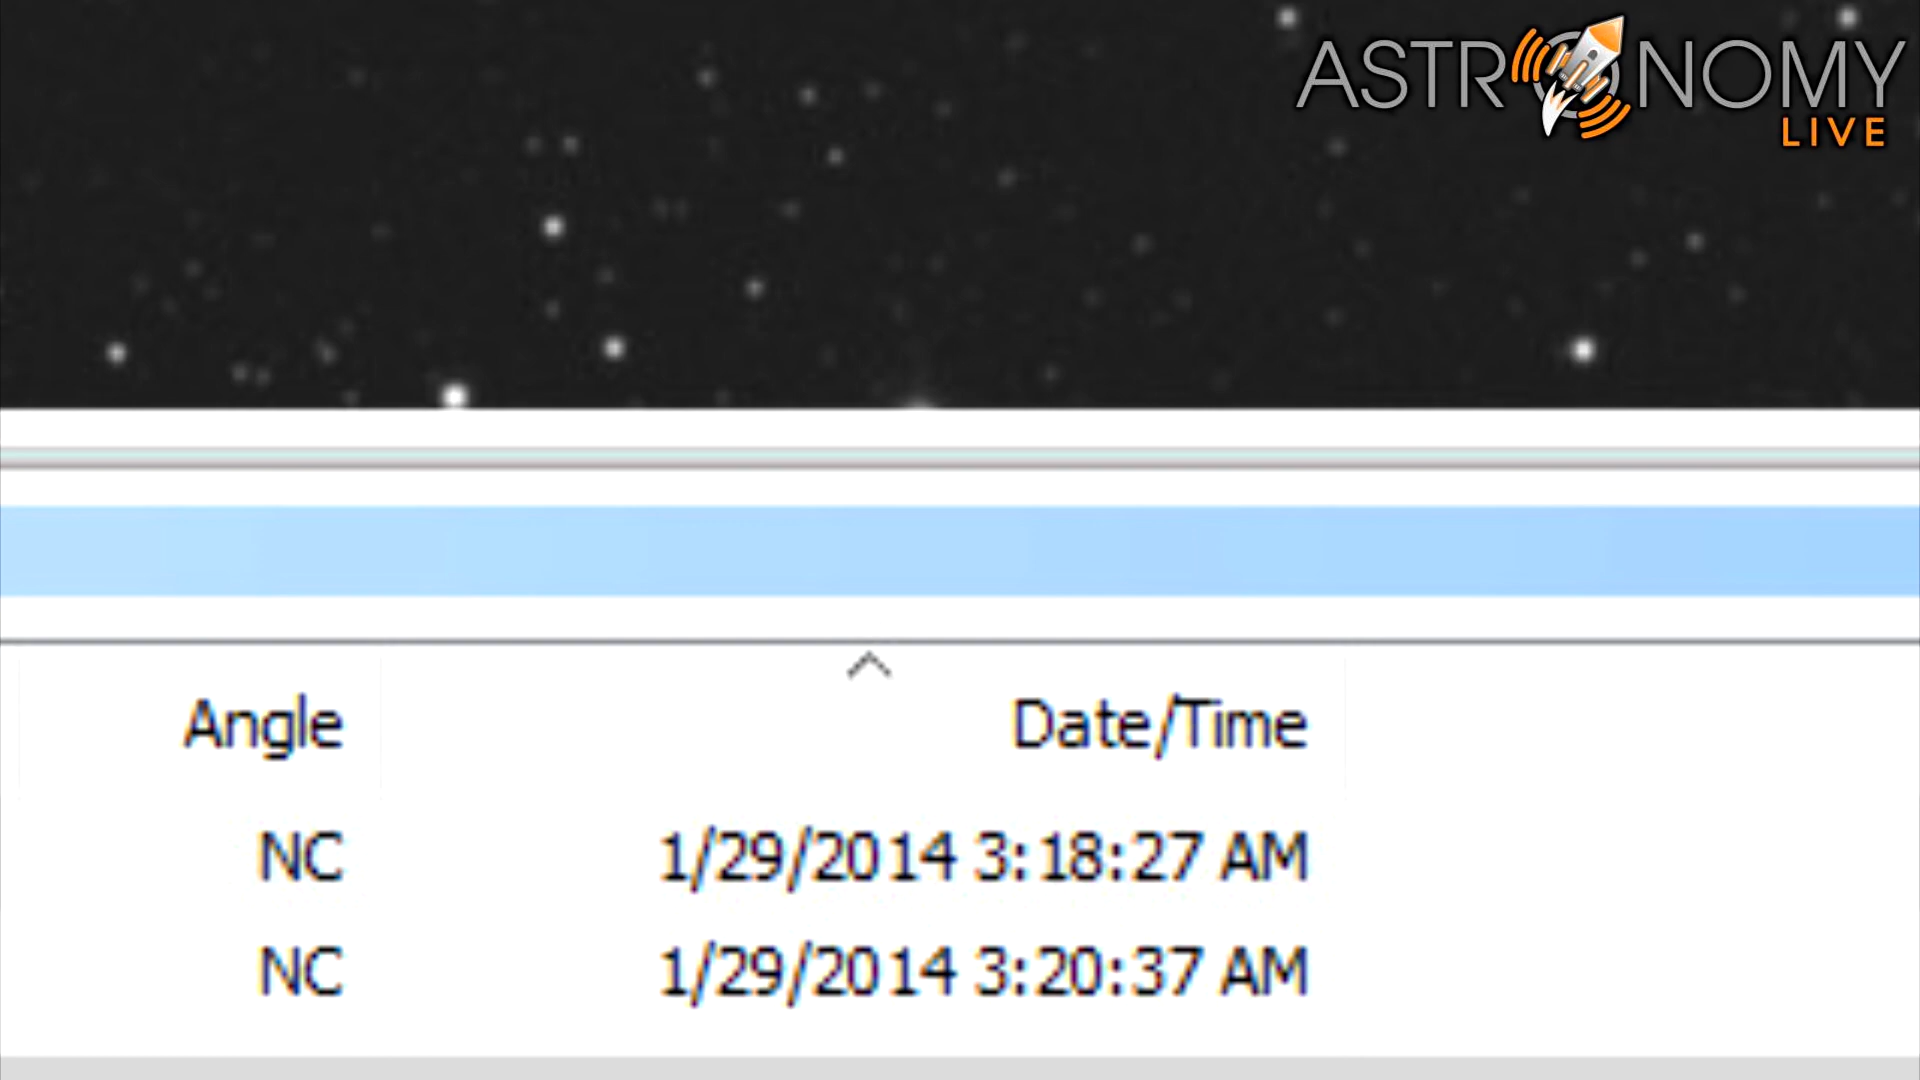 ASTRONOMY
LIVE
Angle Date/Time
NC 1/29/2014 3:18:27 AM
NC 1/29/2014 3:20:37 AM